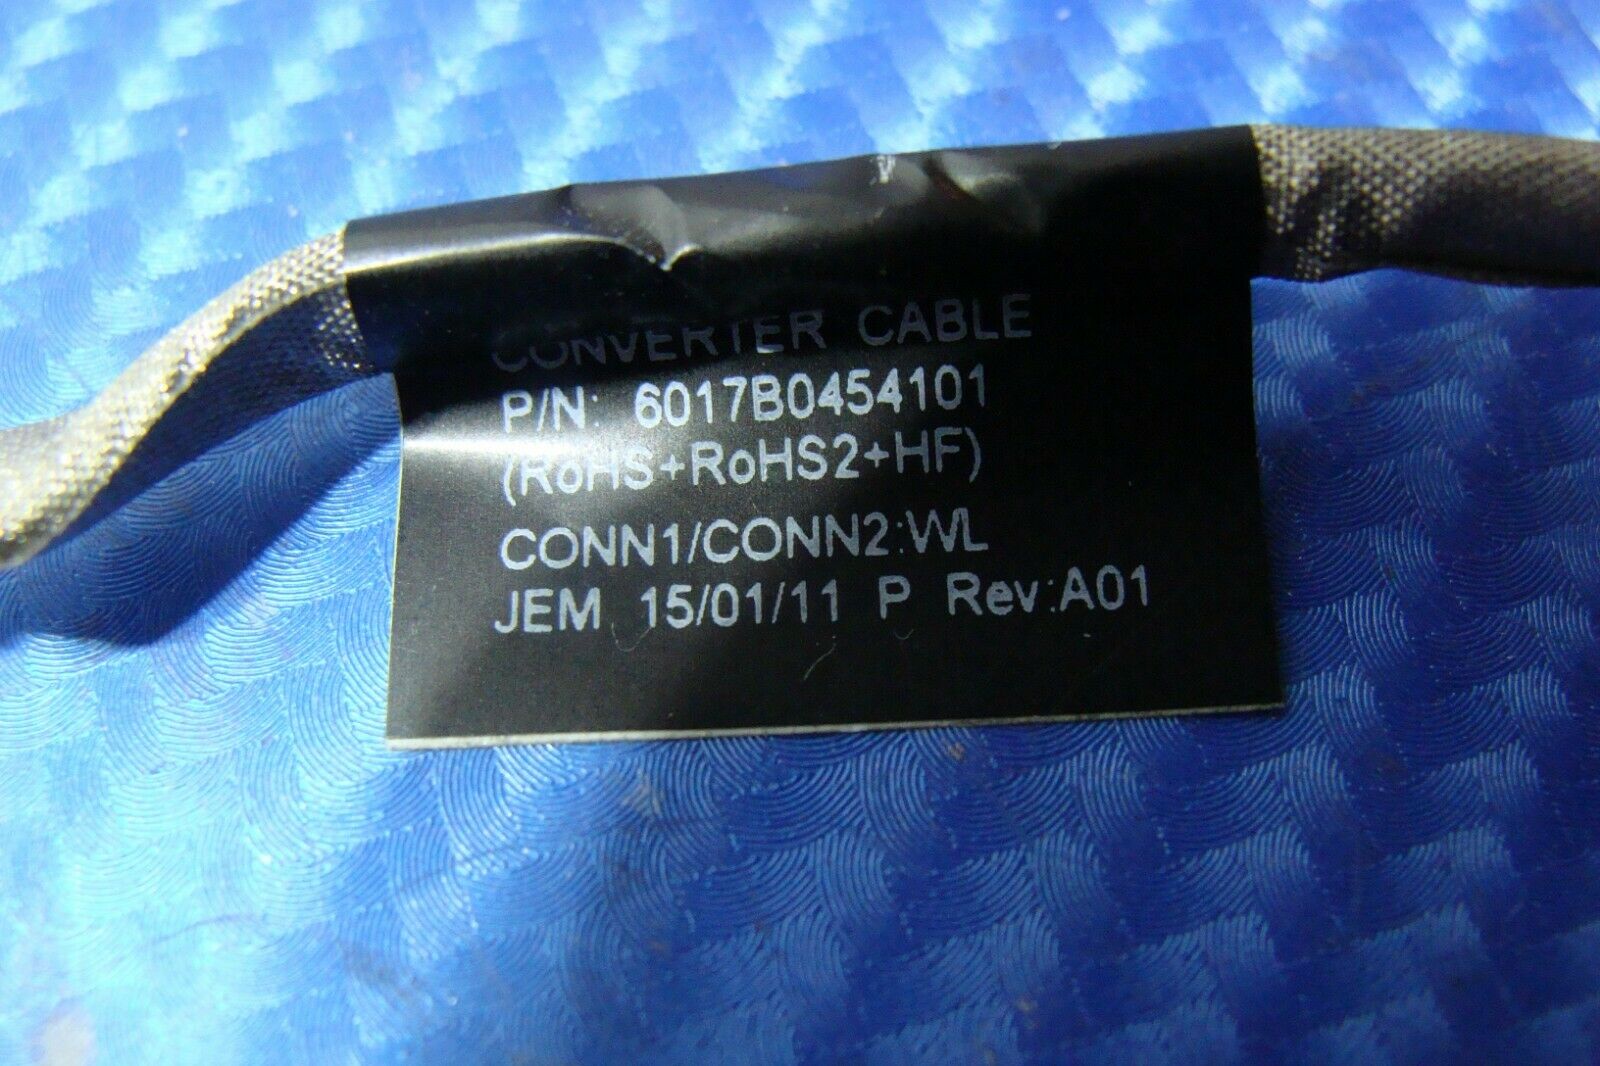 CONVERTER CABLE
P/N: 6017B0454101
(RoHS+RoHS2+HF)
CONN1/CONN2:WL
JEM 15/01/11 P Rev:A01